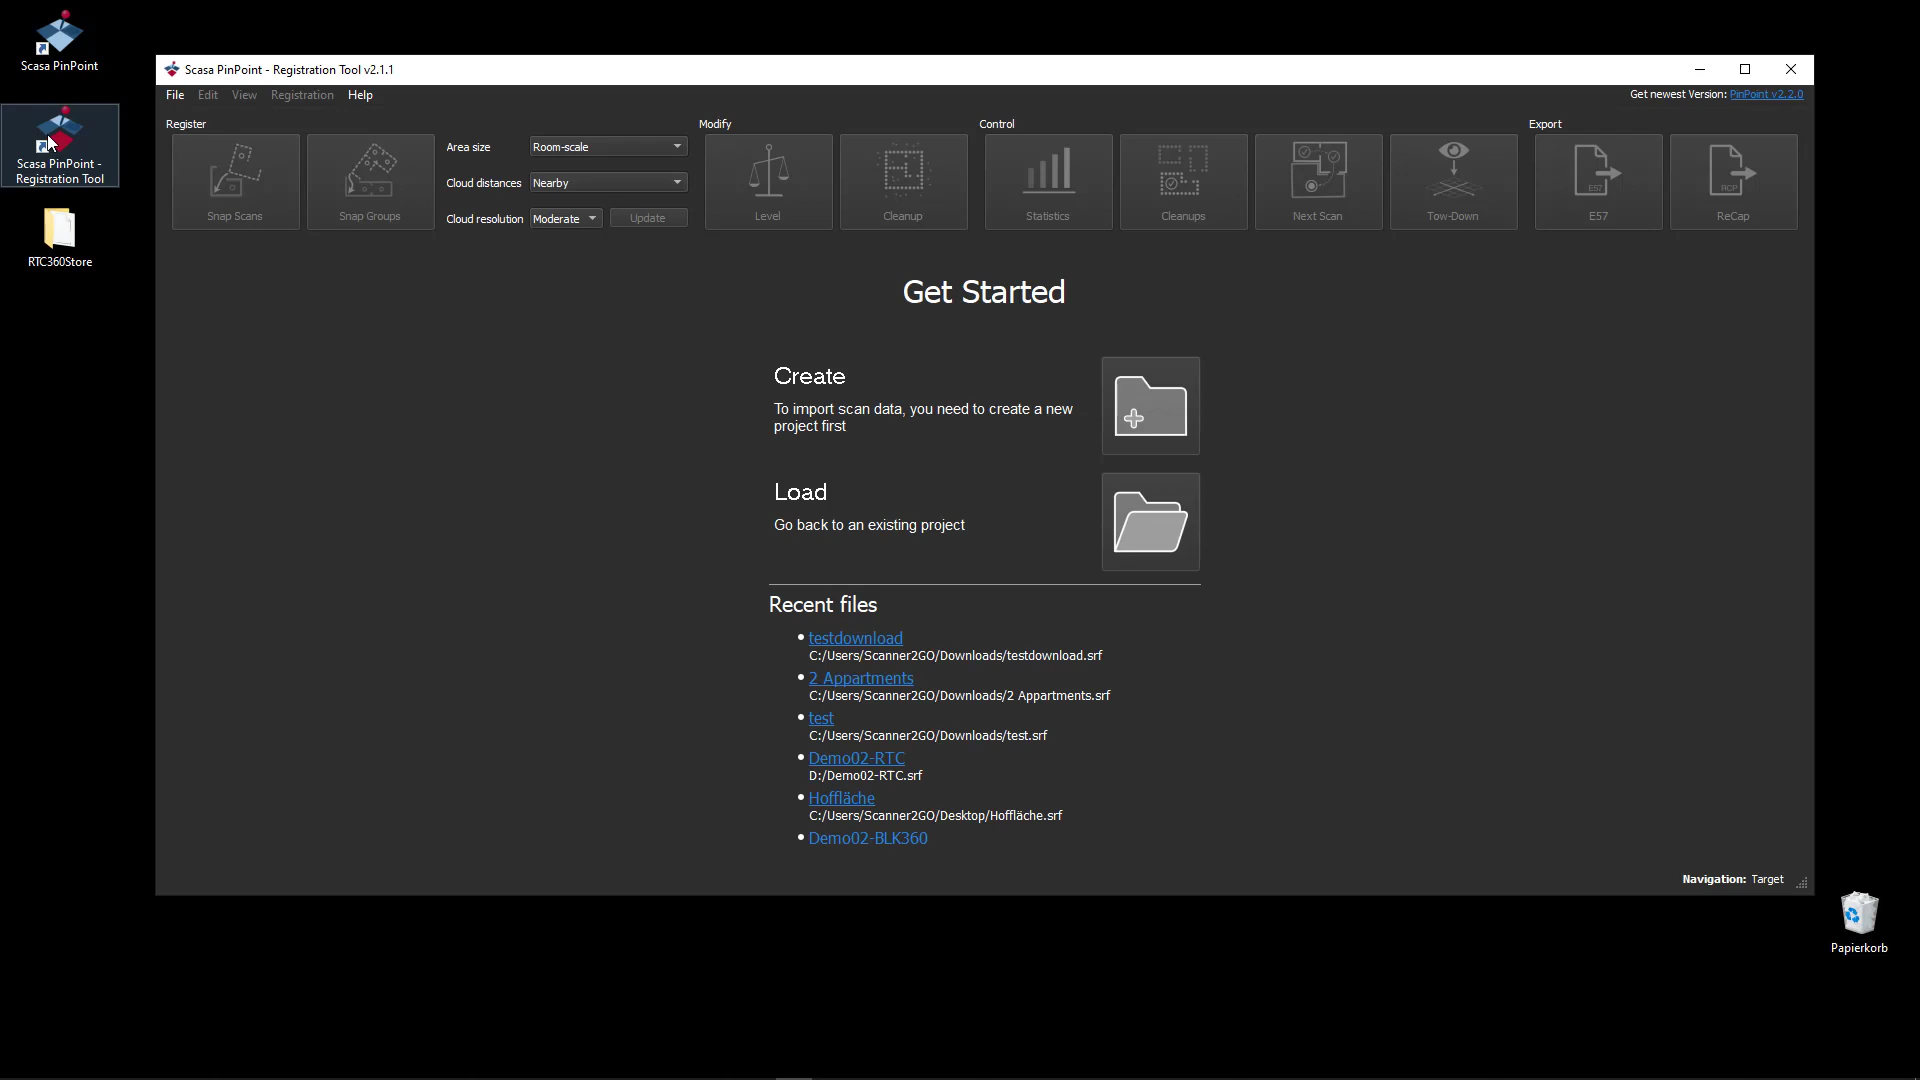 Scasa PinPoint
Scasa PinPoint -
Registration Tool
RTC360Store
Scasa PinPoint - Registration Tool v2.1.1
File Edit View Registration Help
Get newest Version: PinPoint v2.2.0
Register
Snap Scans
Snap Groups
Area size Room-scale
Cloud distances Nearby
Cloud resolution Moderate Update
Modify
Level
Cleanup
Control
Statistics
Cleanups
Next Scan
Tow-Down
Export
E57
E57
RCP
ReCap
Get Started
Create
To import scan data, you need to create a new
project first
Load
Go back to an existing project
Recent files
testdownload
C:/Users/Scanner2GO/Downloads/testdownload.srf
2 Appartments
C:/Users/Scanner2GO/Downloads/2 Appartments.srf
test
C:/Users/Scanner2GO/Downloads/test.srf
Demo02-RTC
D:/Demo02-RTC.srf
Hoffläche
C:/Users/Scanner2GO/Desktop/Hoffläche.srf
Demo02-BLK360
Navigation: Target
Papierkorb